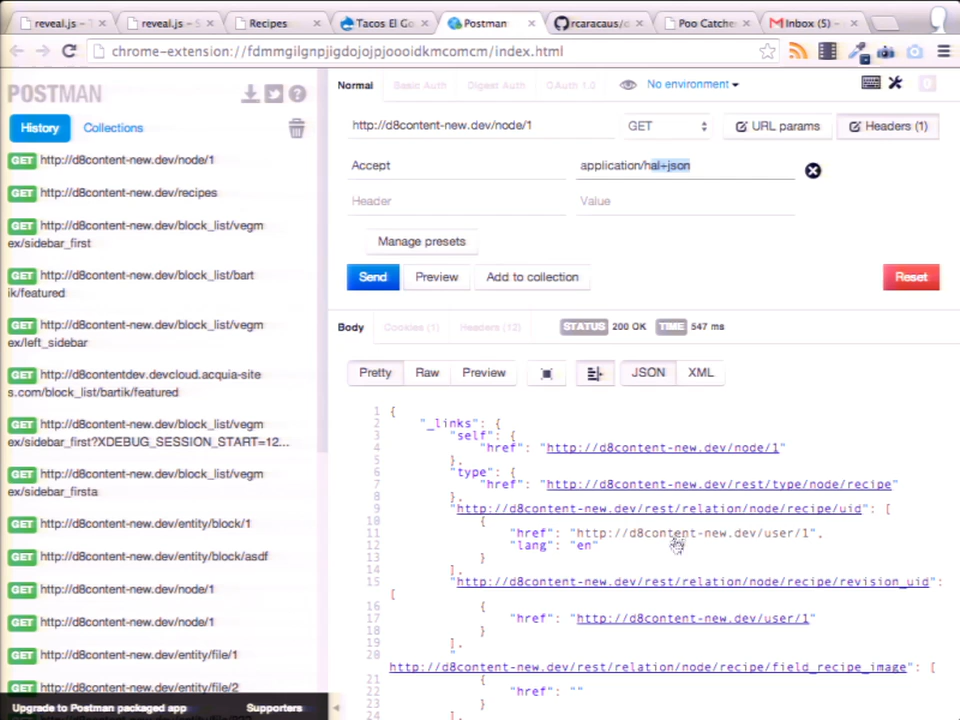 reveal.js - T
reveal.js - S
Recipes
Tacos El Go
Postman
rcaracaus/d
Poo Catche
Inbox (5) -
chrome-extension://fdmmgilgnpjigdojojpjoooidkmcomcm/index.html
POSTMAN
History
Collections
GET http://d8content-new.dev/node/1
GET http://d8content-new.dev/recipes
GET http://d8content-new.dev/block_list/vegm
ex/sidebar_first
GET http://d8content-new.dev/block_list/bart
ik/featured
GET http://d8content-new.dev/block_list/vegm
ex/left_sidebar
GET http://d8contentdev.devcloud.acquia-site
s.com/block_list/bartik/featured
GET http://d8content-new.dev/block_list/vegm
ex/sidebar_first?XDEBUG_SESSION_START=12...
GET http://d8content-new.dev/block_list/vegm
ex/sidebar_firsta
GET http://d8content-new.dev/entity/block/1
GET http://d8content-new.dev/entity/block/asdf
GET http://d8content-new.dev/node/1
GET http://d8content-new.dev/node/1
GET http://d8content-new.dev/entity/file/1
GET http://d8content-new.dev/entity/file/2
Upgrade to Postman packaged app
Supporters
Normal
Basic Auth
Digest Auth
OAuth 1.0
No environment
0
http://d8content-new.dev/node/1
GET
URL params
Headers (1)
Accept
application/hal+json
Header
Value
Manage presets
Send
Preview
Add to collection
Reset
Body
Cookies (1)
Headers (12)
STATUS 200 OK TIME 547 ms
Pretty
Raw
Preview
JSON
XML
1 {
2 "_links": {
3 "self": {
4 "href": "http://d8content-new.dev/node/1"
5 },
6 "type": {
7 "href": "http://d8content-new.dev/rest/type/node/recipe"
8 },
9 "http://d8content-new.dev/rest/relation/node/recipe/uid": [
10 {
11 "href": "http://d8content-new.dev/user/1",
12 "lang": "en"
13 }
14 ],
15 "http://d8content-new.dev/rest/relation/node/recipe/revision_uid":
[
16 {
17 "href": "http://d8content-new.dev/user/1"
18 }
19 ],
20 "
http://d8content-new.dev/rest/relation/node/recipe/field_recipe_image": [
21 {
22 "href": ""
23 }
24 ],